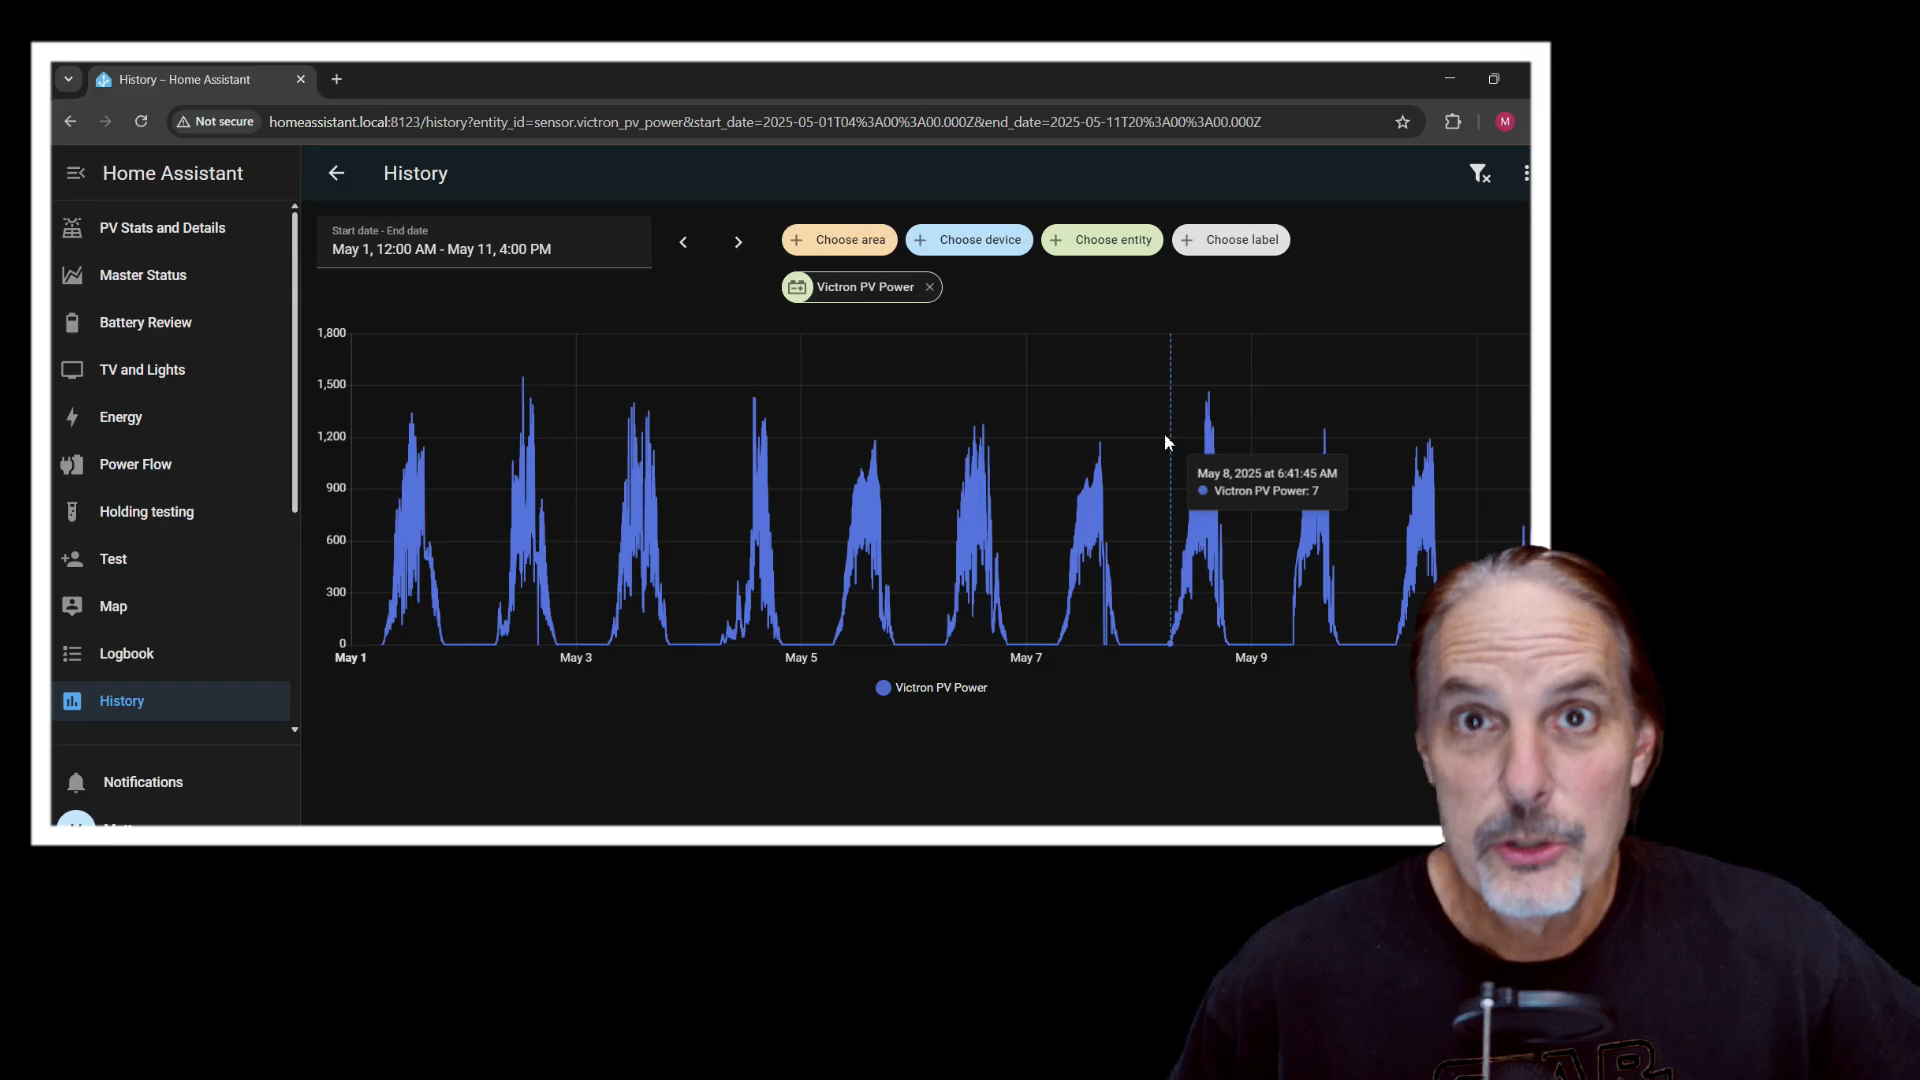 History – Home Assistant
Not secure
homeassistant.local:8123/history?entity_id=sensor.victron_pv_power&start_date=2025-05-01T04%3A00%3A00.000Z&end_date=2025-05-11T20%3A00%3A00.000Z
M
Home Assistant
History
PV Stats and Details
Master Status
Battery Review
TV and Lights
Energy
Power Flow
Holding testing
Test
Map
Logbook
History
Notifications
Start date - End date
May 1, 12:00 AM - May 11, 4:00 PM
Choose area
Choose device
Choose entity
Choose label
Victron PV Power
1,800
1,500
1,200
900
600
300
0
May 1
May 3
May 5
May 7
May 9
May 8, 2025 at 6:41:45 AM
Victron PV Power: 7
Victron PV Power